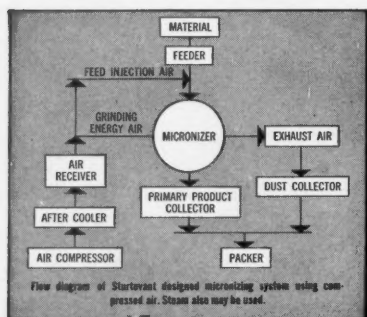 MATERIAL
FEEDER
FEED INJECTION AIR
GRINDING
ENERGY AIR
MICRONIZER
EXHAUST AIR
AIR
RECEIVER
PRIMARY PRODUCT
COLLECTOR
DUST COLLECTOR
AFTER COOLER
AIR COMPRESSOR
PACKER
Flow diagram of Sturtevant designed micronizing system using com-
pressed air. Steam also may be used.